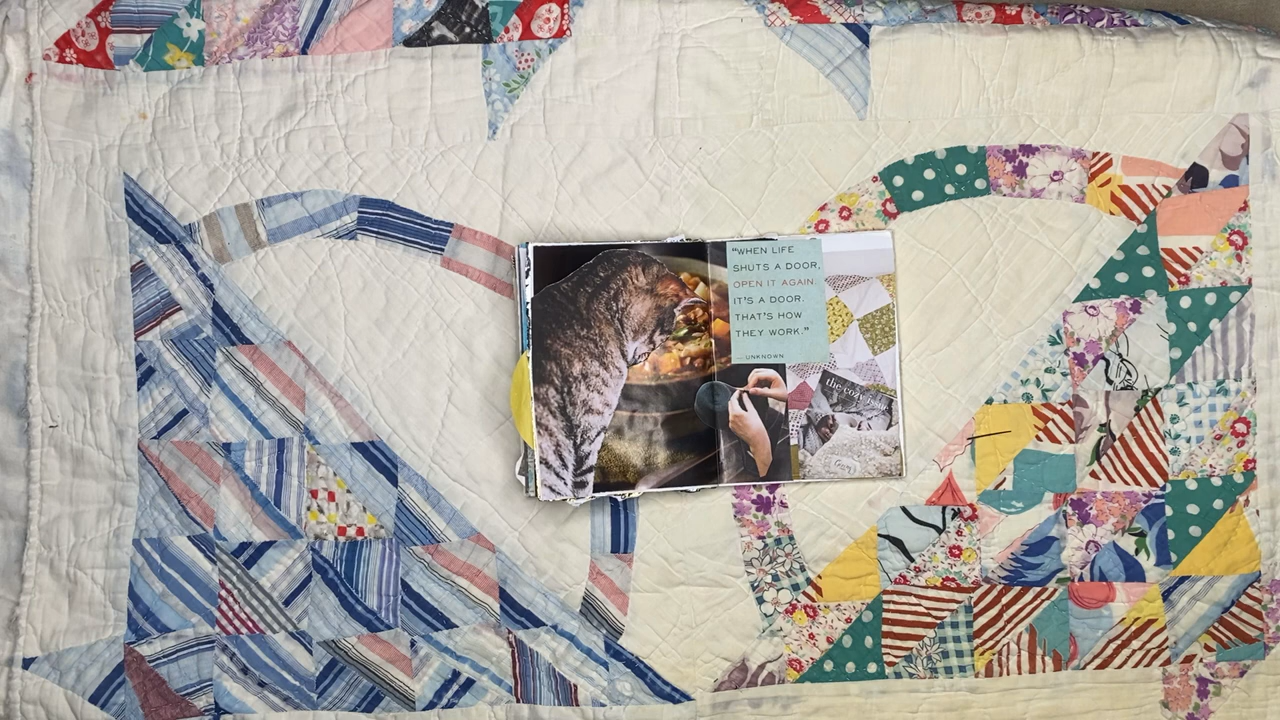 "WHEN LIFE
SHUTS A DOOR,
OPEN IT AGAIN.
IT'S A DOOR.
THAT'S HOW
THEY WORK."
—UNKNOWN
the cozy